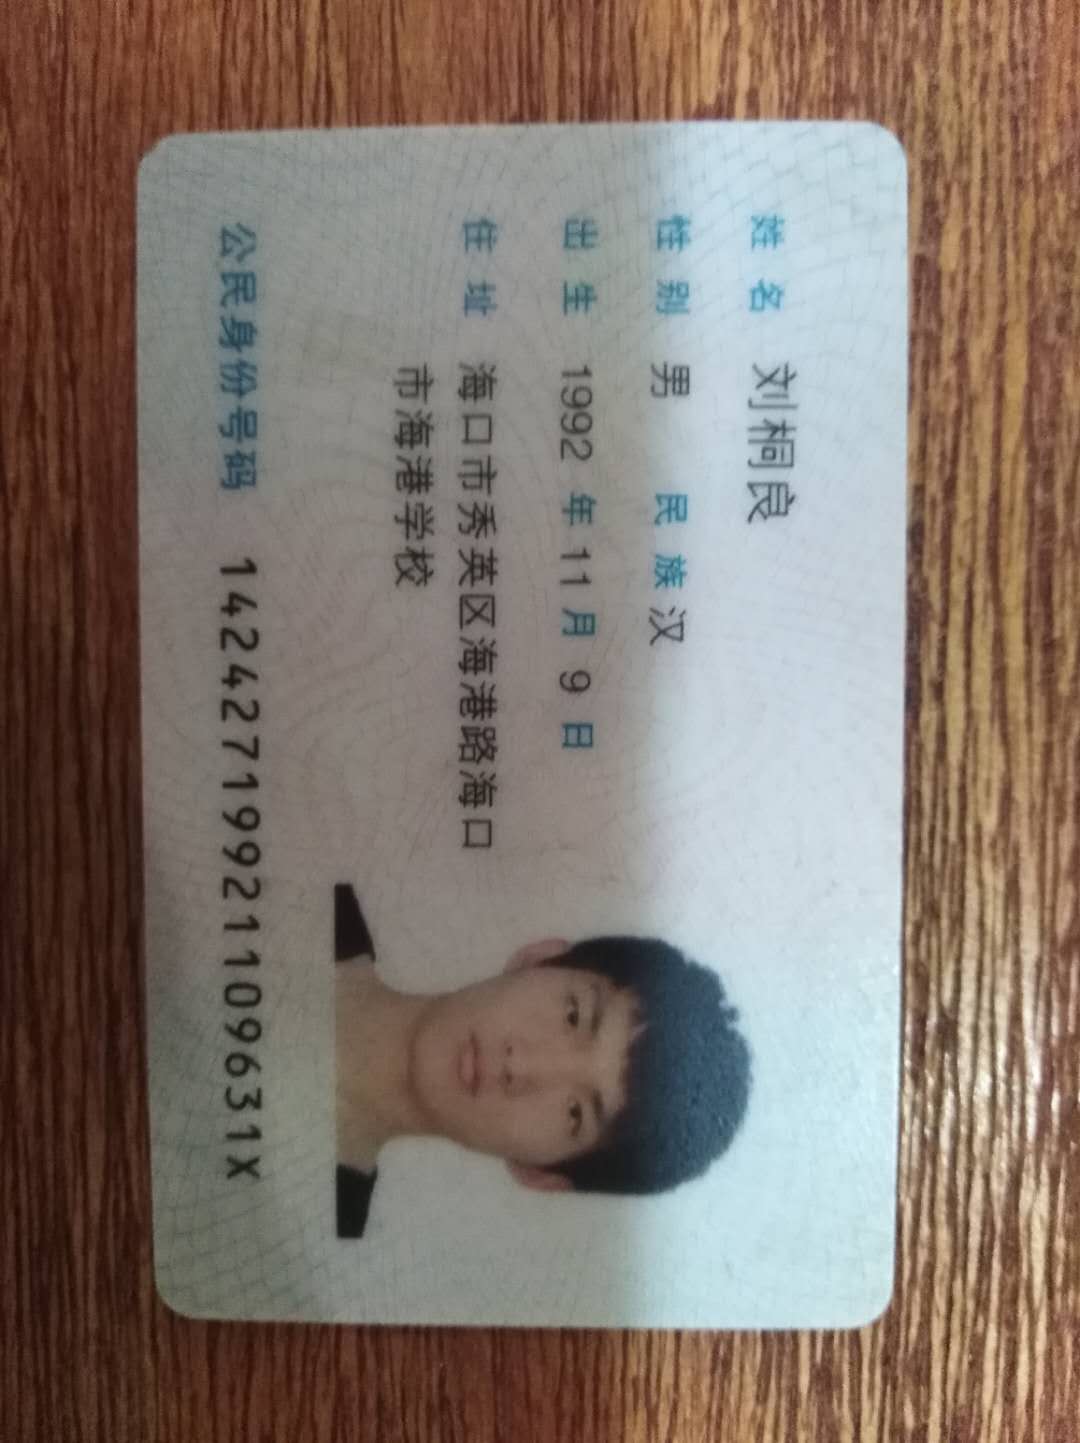 姓名 刘桐良
性别 男 民族 汉
出生 1992 年 11 月 9 日
住址 海口市秀英区海港路海口
市海港学校
公民身份号码 14242719921109631X